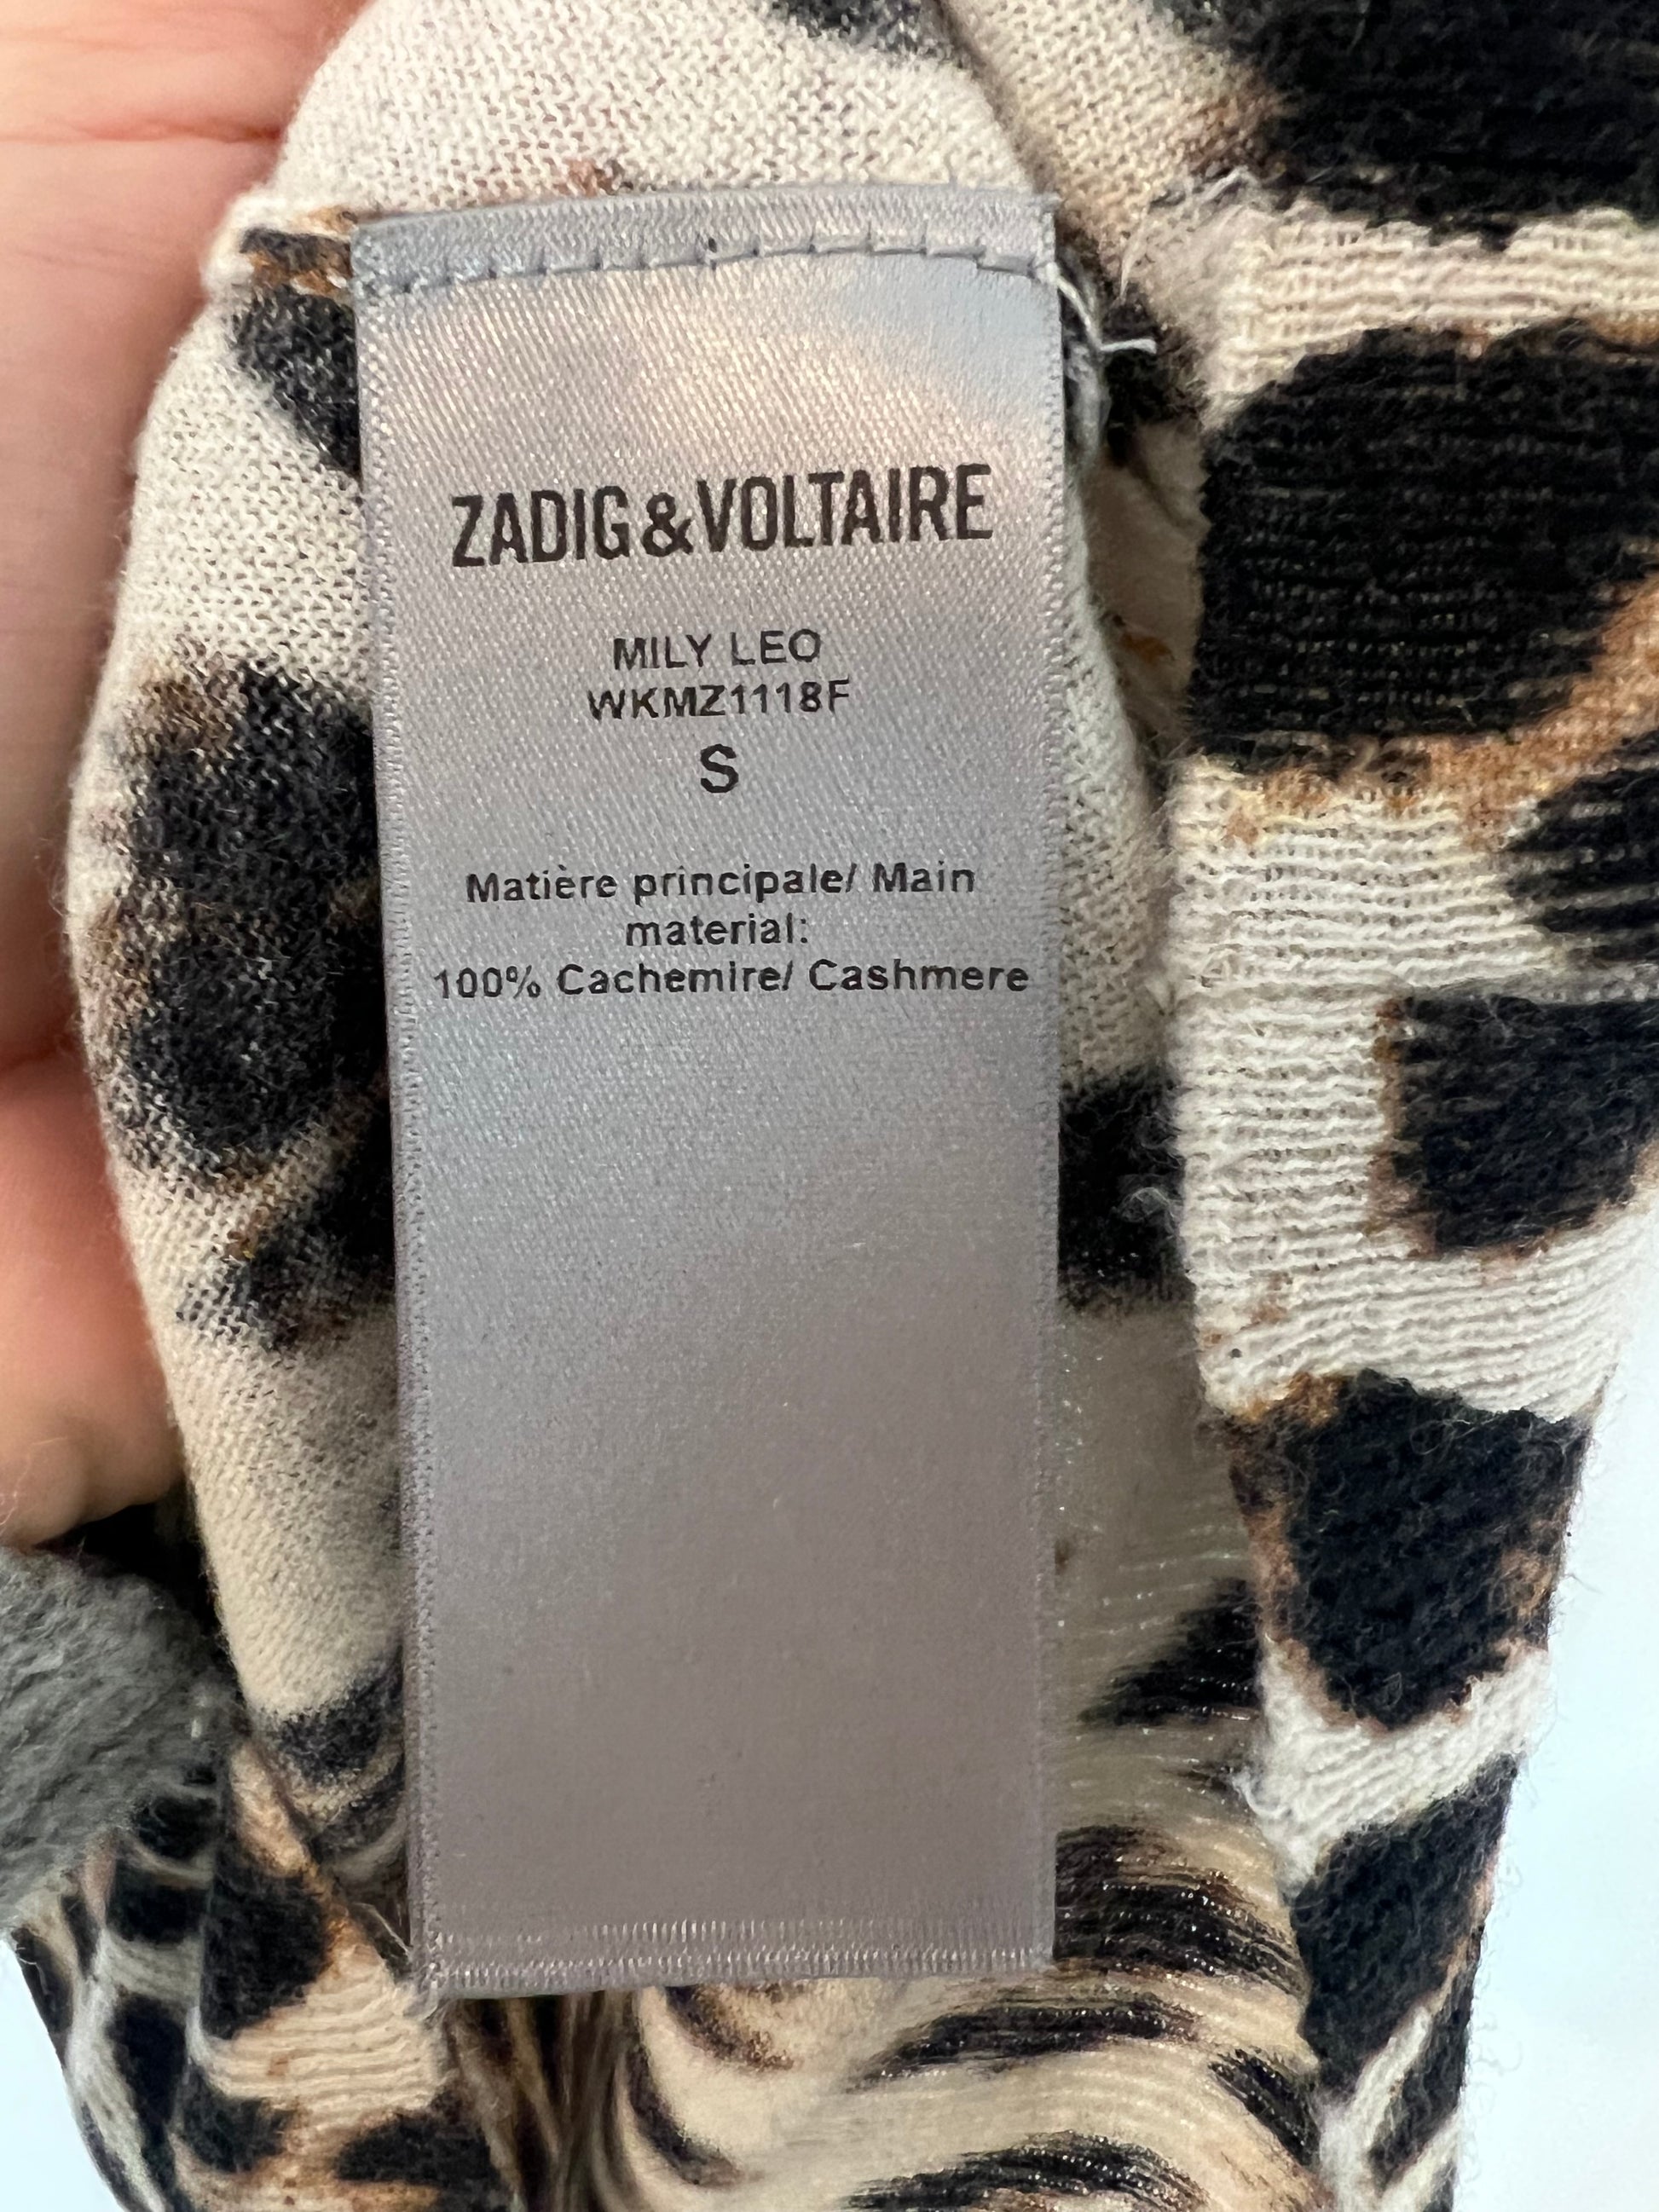 ZADIG&VOLTAIRE
MILY LEO
WKMZ1118F
S
Matière principale/ Main
material:
100% Cachemire/ Cashmere